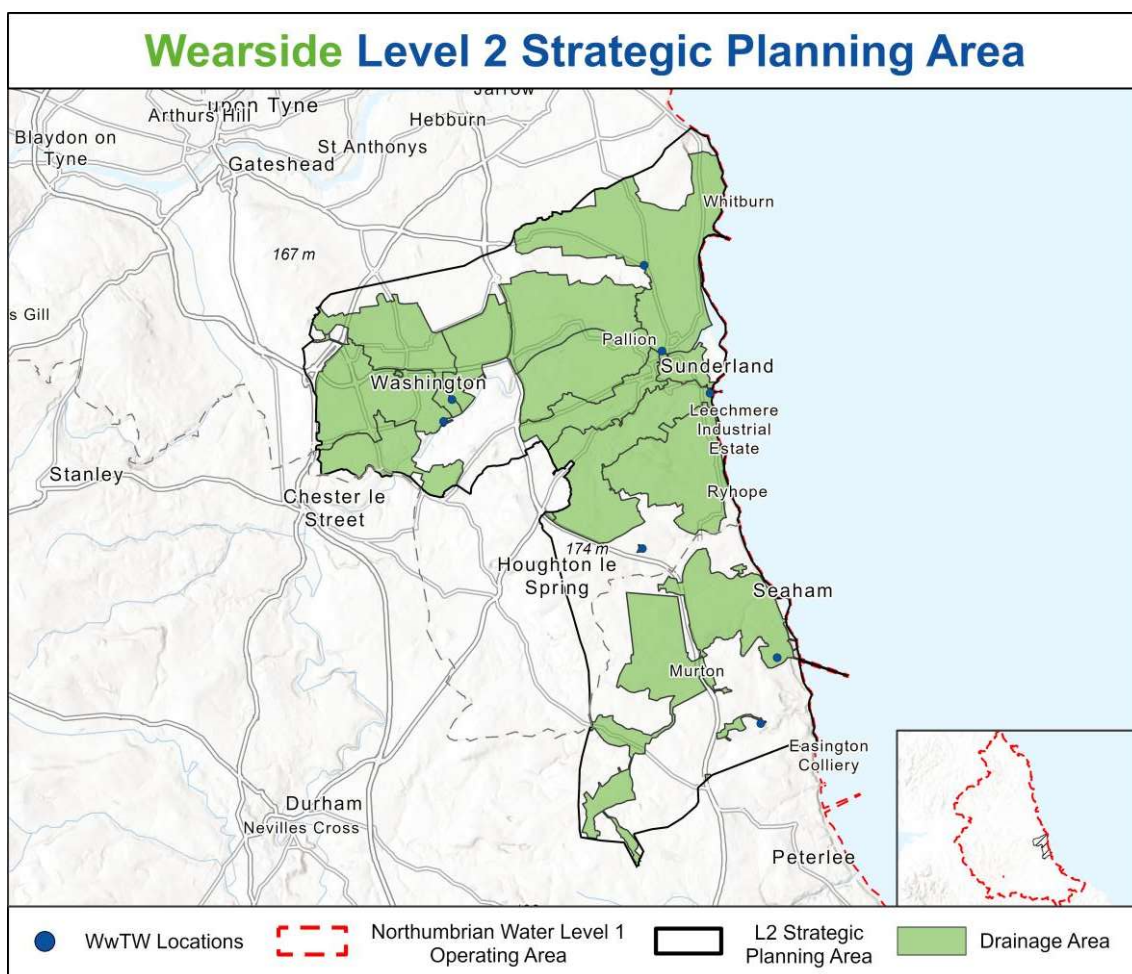 Wearside Level 2 Strategic Planning Area
Jarrow
upon Tyne
Arthurs Hill
Hebburn
Blaydon on
Tyne
St Anthonys
Gateshead
Whitburn
167 m
s Gill
Pallion
Sunderland
Washington
Leechmere
Industrial
Estate
Stanley
Ryhope
Chester le
Street
174 m
Houghton le
Spring
Seaham
Murton
Easington
Colliery
Durham
Nevilles Cross
Peterlee
WwTW Locations
Northumbrian Water Level 1
Operating Area
L2 Strategic
Planning Area
Drainage Area